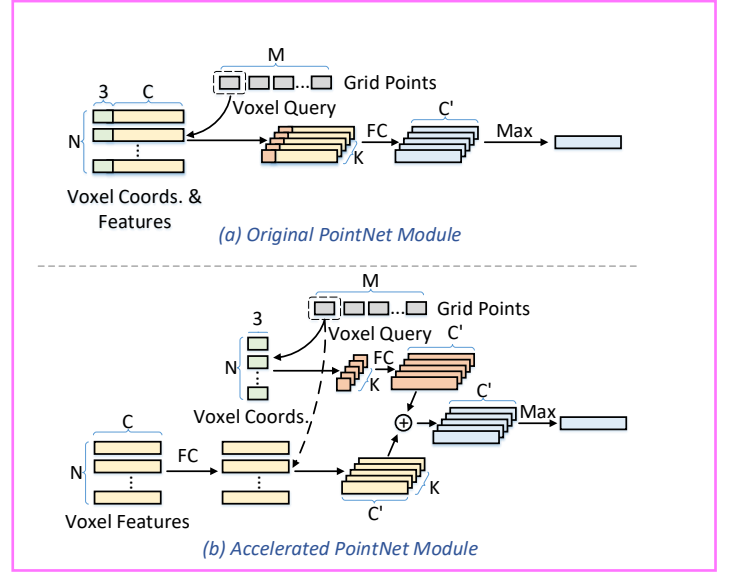 M
3 C
Grid Points
Voxel Query
C'
N
FC
Max
K
Voxel Coords. &
Features
(a) Original PointNet Module
M
3
Grid Points
Voxel Query
C'
N
FC
K
C'
Voxel Coords.
Max
C
N
FC
K
C'
Voxel Features
(b) Accelerated PointNet Module